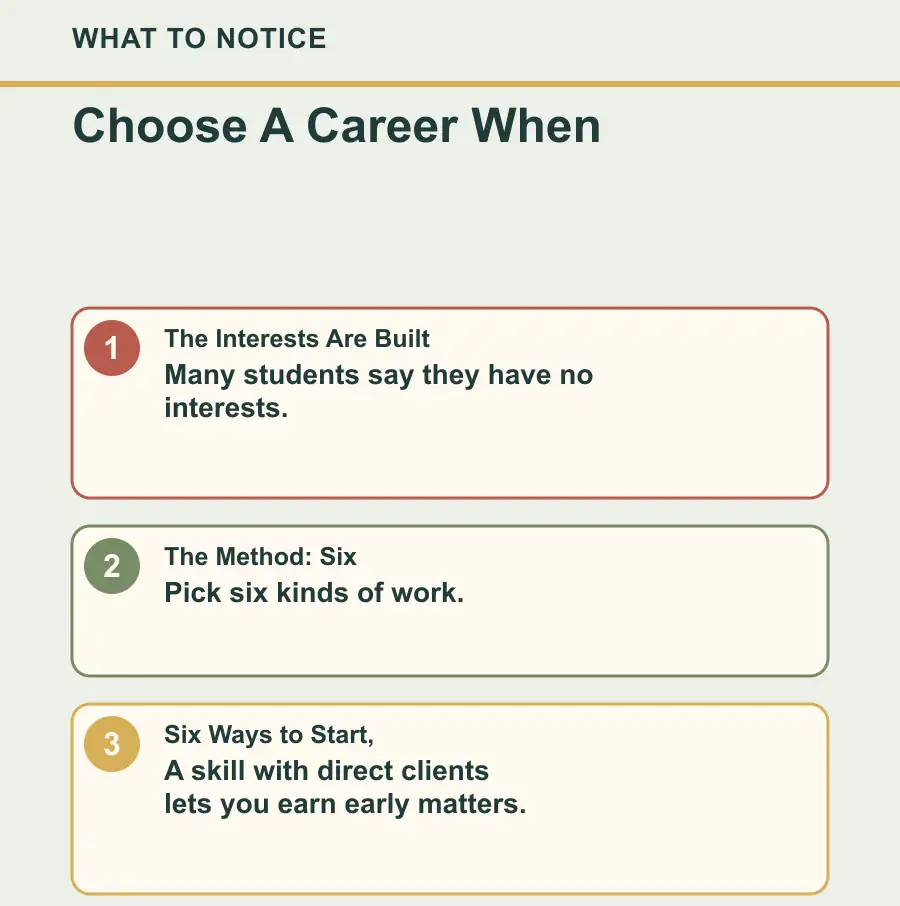 WHAT TO NOTICE
Choose A Career When
1
The Interests Are Built
Many students say they have no
interests.
2
The Method: Six
Pick six kinds of work.
3
Six Ways to Start,
A skill with direct clients
lets you earn early matters.